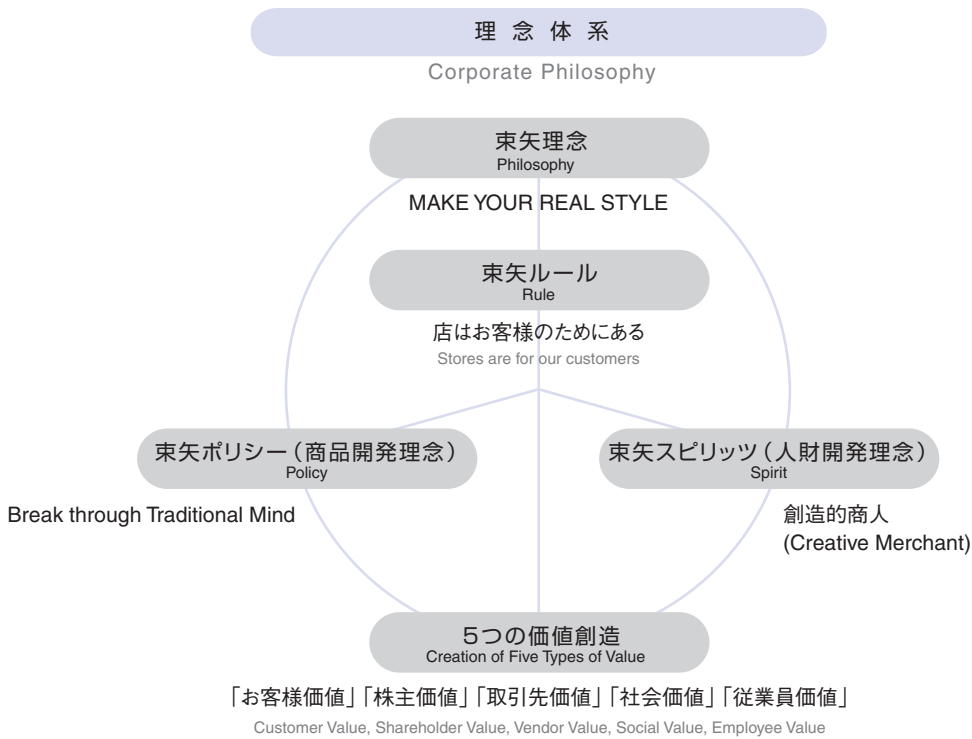 理念体系
Corporate Philosophy
束矢理念
Philosophy
MAKE YOUR REAL STYLE
束矢ルール
Rule
店はお客様のためにある
Stores are for our customers
束矢ポリシー（商品開発理念）
Policy
Break through Traditional Mind
束矢スピリッツ（人財開発理念）
Spirit
創造的商人
(Creative Merchant)
5つの価値創造
Creation of Five Types of Value
「お客様価値」「株主価値」「取引先価値」「社会価値」「従業員価値」
Customer Value, Shareholder Value, Vendor Value, Social Value, Employee Value